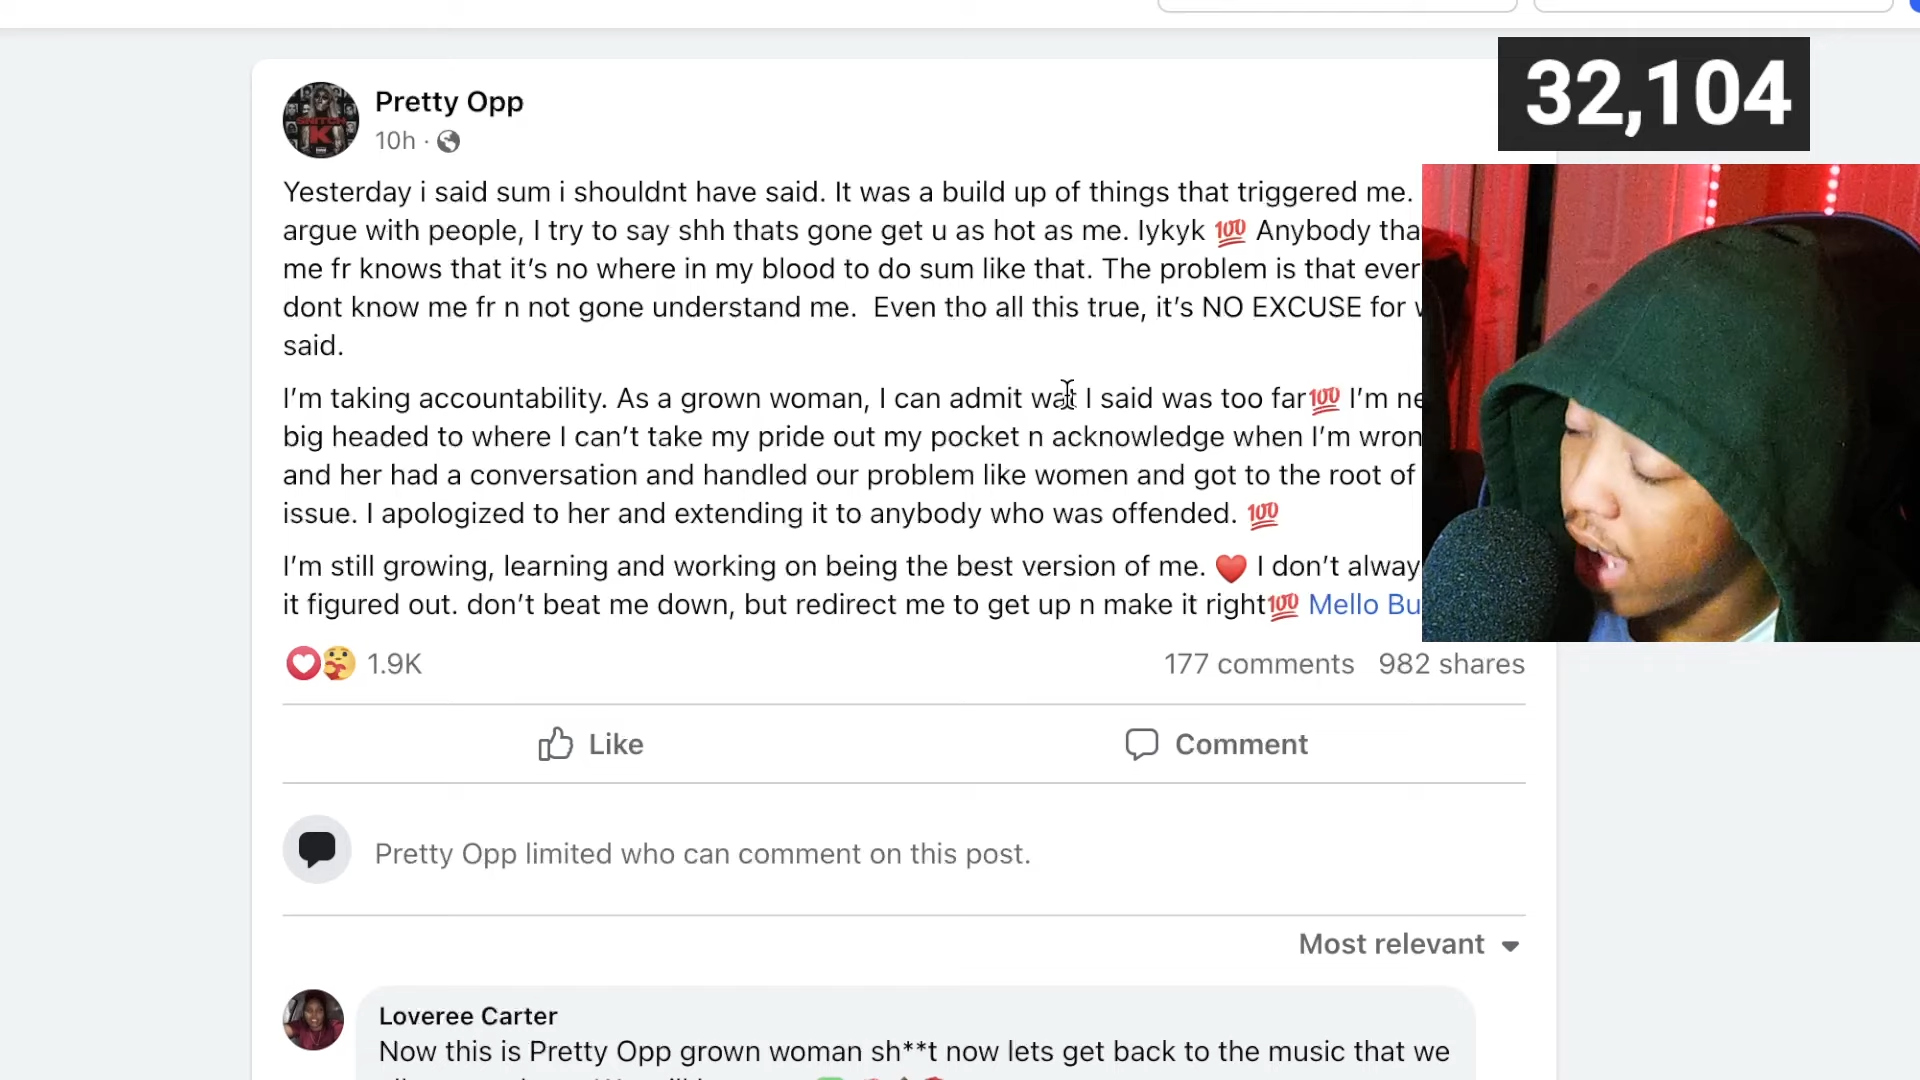 32,104
Pretty Opp
10h ·
Yesterday i said sum i shouldnt have said. It was a build up of things that triggered me.
argue with people, I try to say shh thats gone get u as hot as me. Iykyk 💯 Anybody
me fr knows that it’s no where in my blood to do sum like that. The problem is that
dont know me fr n not gone understand me.  Even tho all this true, it’s NO EXCUSE for
said.
I’m taking accountability. As a grown woman, I can admit wat I said was too far💯 I’m
big headed to where I can’t take my pride out my pocket n acknowledge when I’m
and her had a conversation and handled our problem like women and got to the root of
issue. I apologized to her and extending it to anybody who was offended. 💯
I’m still growing, learning and working on being the best version of me. ❤️ I don’t
it figured out. don’t beat me down, but redirect me to get up n make it right💯 Mello
1.9K 177 comments 982 shares
Like Comment
Pretty Opp limited who can comment on this post.
Most relevant
Loveree Carter
Now this is Pretty Opp grown woman sh**t now lets get back to the music that we